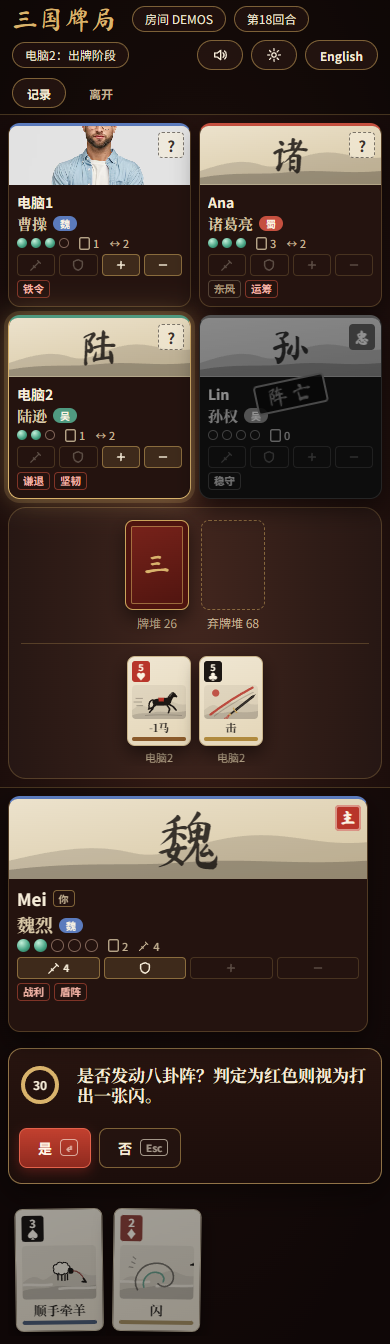 三国牌局
房间 DEMOS
第18回合
电脑2：出牌阶段
English
记录
离开
?
电脑1
曹操 魏
1 ↔2
+ −
铁令
诸
?
Ana
诸葛亮 蜀
3 ↔2
东风 运筹
陆
?
电脑2
陆逊 吴
1 ↔2
+ −
谦退 坚韧
孙
忠
Lin
阵亡
孙权 吴
0
稳守
三
牌堆 26
弃牌堆 68
5♥
-1马
电脑2
5♣
击
电脑2
魏
主
Mei 你
魏烈 魏
2 4
4 + −
战利 盾阵
30
是否发动八卦阵？判定为红色则视为打
出一张闪。
是 ⏎
否 Esc
3♠
顺手牵羊
2♦
闪